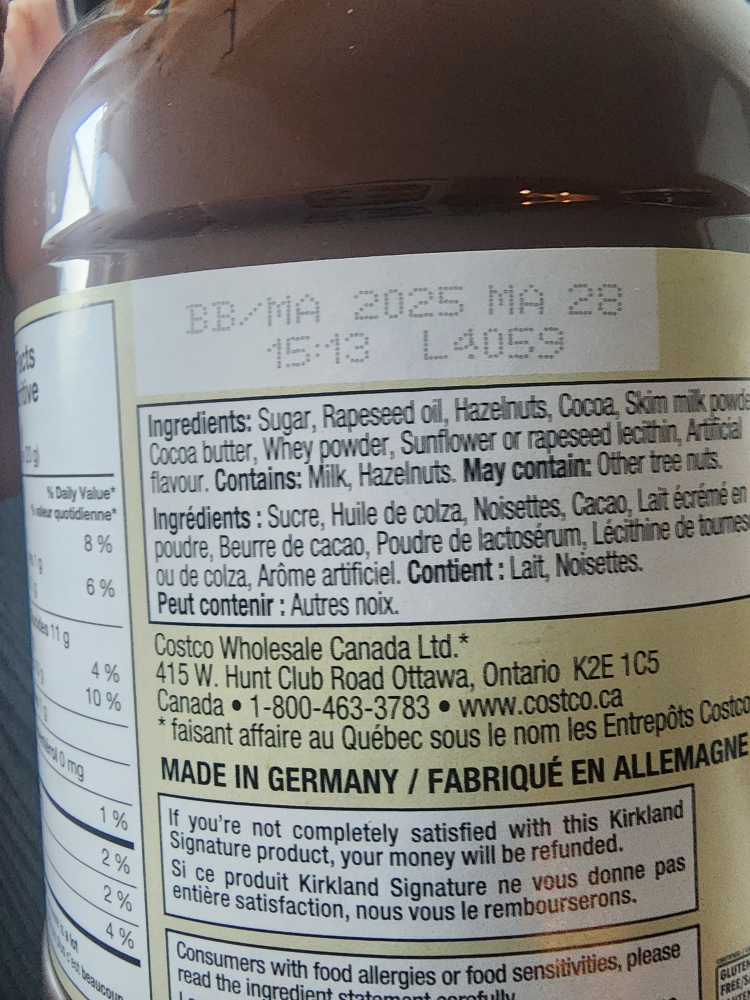 BB/MA 2025 MA 28
15:13 L4059
% Daily Value*
% valeur quotidienne*
8 %
6 %
11 g
4 %
10 %
0 mg
1 %
2 %
2 %
4 %
Ingredients: Sugar, Rapeseed oil, Hazelnuts, Cocoa, Skim milk
Cocoa butter, Whey powder, Sunflower or rapeseed lecithin, Artificial
flavour. Contains: Milk, Hazelnuts. May contain: Other tree nuts.
Ingrédients : Sucre, Huile de colza, Noisettes, Cacao, Lait écrémé en
poudre, Beurre de cacao, Poudre de lactosérum, Lécithine de
ou de colza, Arôme artificiel. Contient : Lait, Noisettes.
Peut contenir : Autres noix.
Costco Wholesale Canada Ltd.*
415 W. Hunt Club Road Ottawa, Ontario K2E 1C5
Canada • 1-800-463-3783 • www.costco.ca
* faisant affaire au Québec sous le nom les Entrepôts Costco
MADE IN GERMANY / FABRIQUÉ EN ALLEMAGNE
If you're not completely satisfied with this Kirkland
Signature product, your money will be refunded.
Si ce produit Kirkland Signature ne vous donne pas
entière satisfaction, nous vous le rembourserons.
Consumers with food allergies or food sensitivities, please
read the ingredient statement carefully.